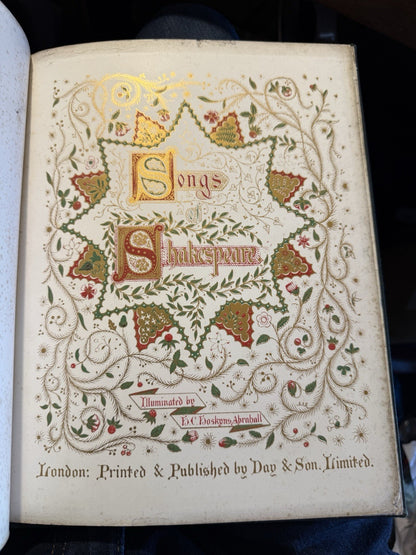 Songs
of
Shakespeare
Illuminated by
H. C. Hoskyns Abrahall
London: Printed & Published by Day & Son, Limited.